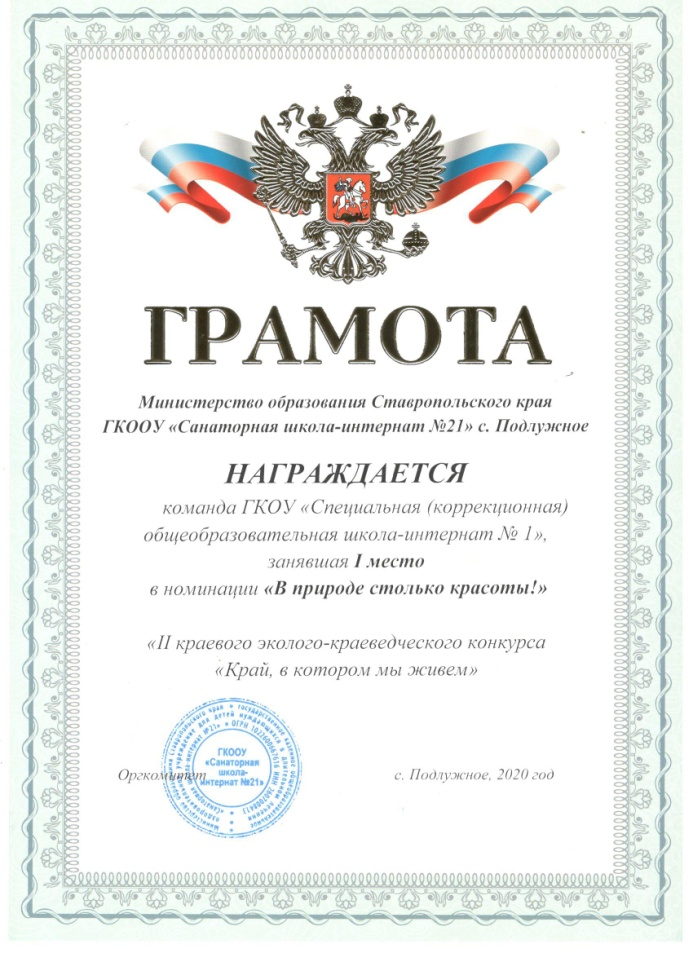 ГРАМОТА
Министерство образования Ставропольского края
ГКООУ «Санаторная школа-интернат №21» с. Подлужное
НАГРАЖДАЕТСЯ
команда ГКОУ «Специальная (коррекционная)
общеобразовательная школа-интернат № 1»,
занявшая I место
в номинации «В природе столько красоты!»
«II краевого эколого-краеведческого конкурса
«Край, в котором мы живем»
ГКООУ
«Санаторная
школа-
интернат №21»
Оргкомитет
с. Подлужное, 2020 год